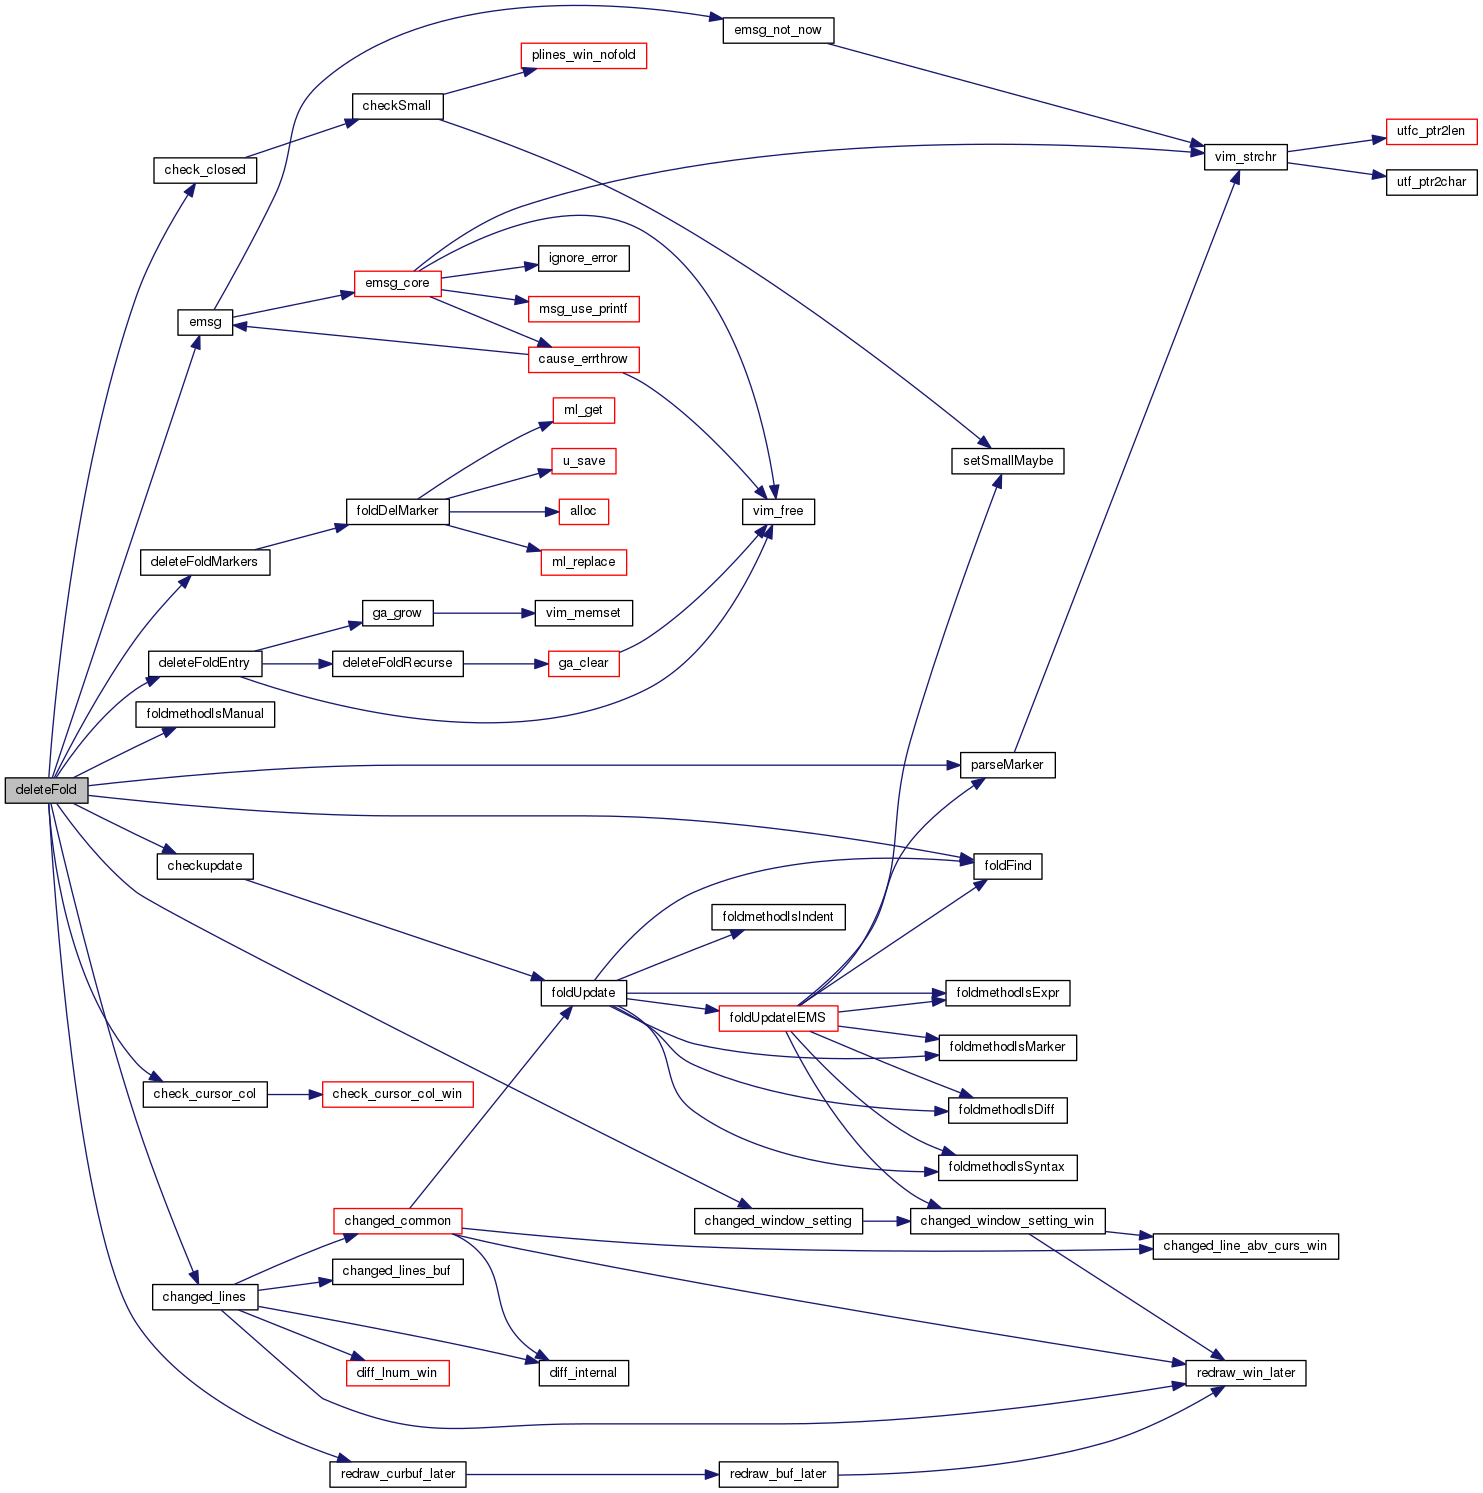 emsg_not_now
plines_win_nofold
checkSmall
utfc_ptr2len
vim_strchr
check_closed
utf_ptr2char
ignore_error
emsg_core
msg_use_printf
emsg
cause_errthrow
ml_get
u_save
setSmallMaybe
foldDelMarker
alloc
vim_free
deleteFoldMarkers
ml_replace
ga_grow
vim_memset
deleteFoldEntry
deleteFoldRecurse
ga_clear
foldmethodIsManual
parseMarker
deleteFold
checkupdate
foldFind
foldmethodIsIndent
foldUpdate
foldmethodIsExpr
foldUpdateIEMS
foldmethodIsMarker
check_cursor_col
check_cursor_col_win
foldmethodIsDiff
foldmethodIsSyntax
changed_common
changed_window_setting
changed_window_setting_win
changed_line_abv_curs_win
changed_lines_buf
changed_lines
diff_lnum_win
diff_internal
redraw_win_later
redraw_curbuf_later
redraw_buf_later